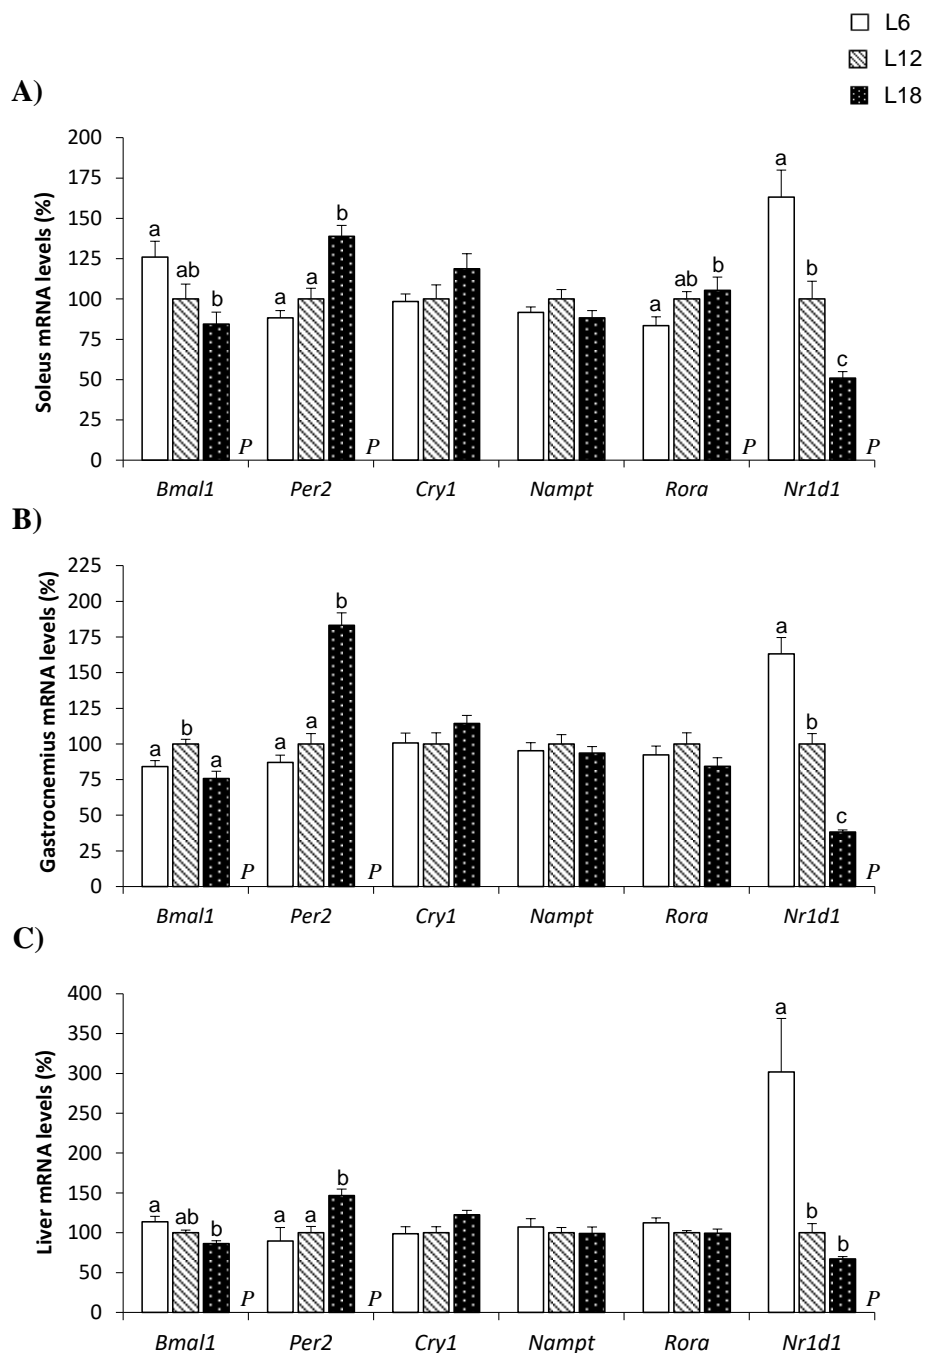 L6
L12
L18
A)
Soleus mRNA levels (%)
200
175
150
125
100
75
50
25
0
a
ab
b
P
a
a
b
P
a
ab
b
P
a
b
c
P
Bmal1 Per2 Cry1 Nampt Rora Nr1d1
B)
Gastrocnemius mRNA levels (%)
225
200
175
150
125
100
75
50
25
0
a
b
a
P
a
a
b
P
a
b
c
P
Bmal1 Per2 Cry1 Nampt Rora Nr1d1
C)
Liver mRNA levels (%)
400
350
300
250
200
150
100
50
0
a
ab
b
P
a
a
b
P
a
b
b
P
Bmal1 Per2 Cry1 Nampt Rora Nr1d1